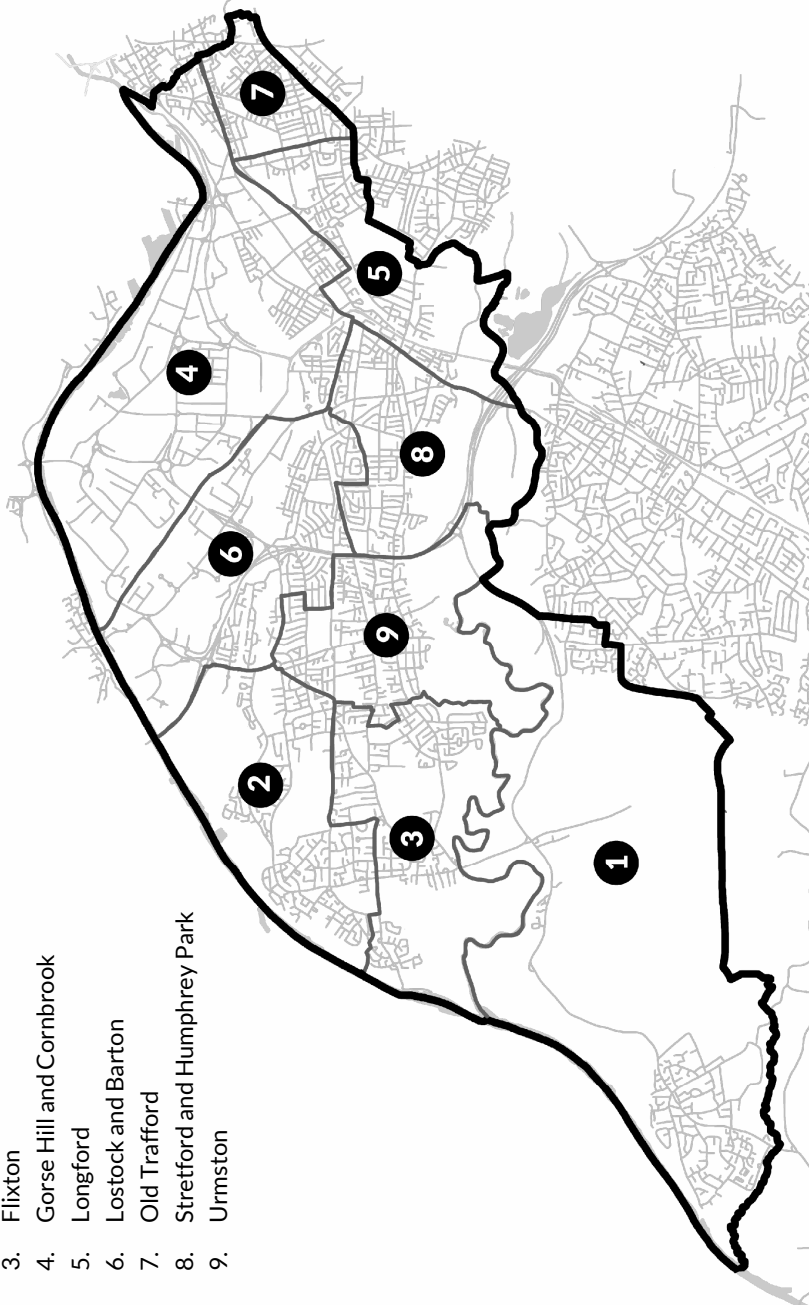 3. Flixton
4. Gorse Hill and Cornbrook
5. Longford
6. Lostock and Barton
7. Old Trafford
8. Stretford and Humphrey Park
9. Urmston
7
4
5
6
8
9
2
3
1